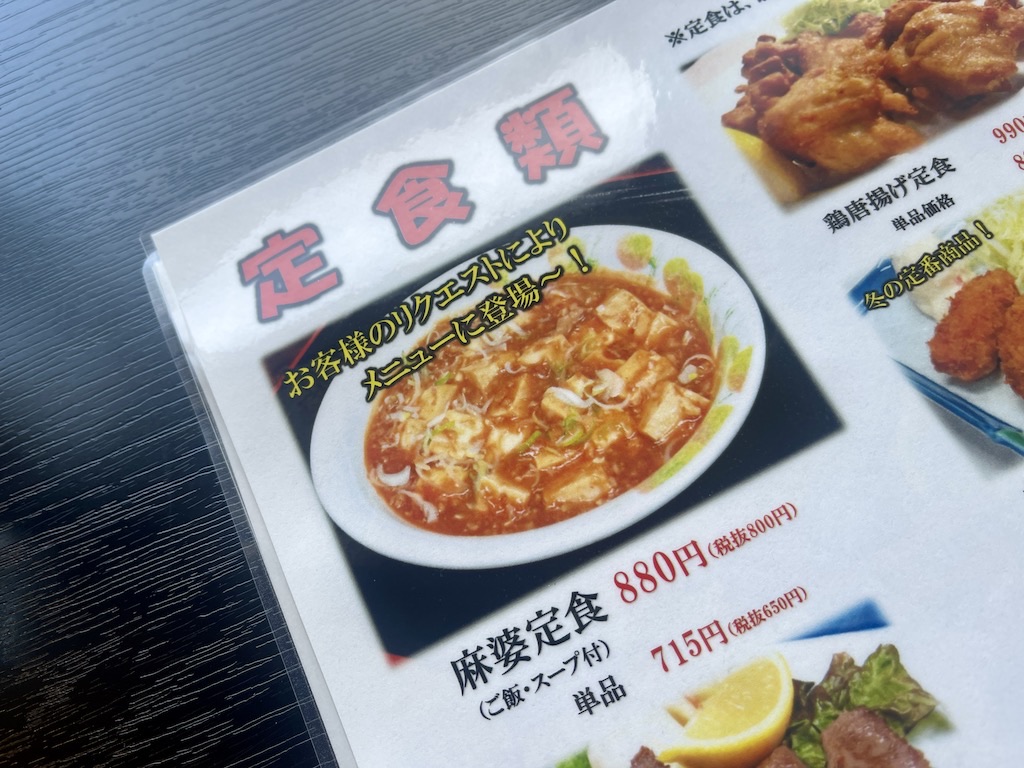 定食類
お客様のリクエストにより
メニューに登場~!
麻婆定食 880円(税抜800円)
(ご飯・スープ付)
単品 715円(税抜650円)
※定食は、
鶏唐揚げ定食 990
単品価格
冬の定番商品!